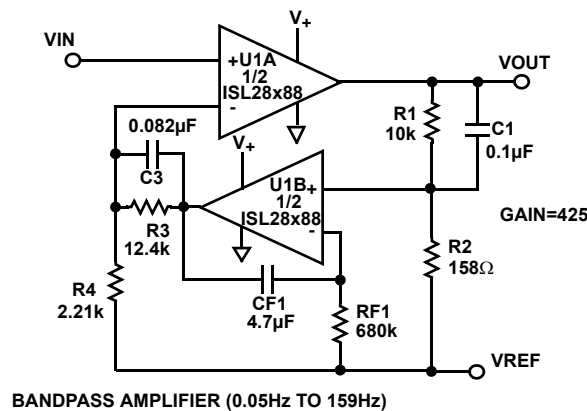 V+
VIN
VOUT
+U1A
1/2
ISL28x88
-
R1
10k
C1
0.1µF
0.082µF
C3
V+
U1B+
1/2
ISL28x88
-
GAIN=425
R3
12.4k
R2
158Ω
R4
2.21k
CF1
4.7µF
RF1
680k
VREF
BANDPASS AMPLIFIER (0.05Hz TO 159Hz)